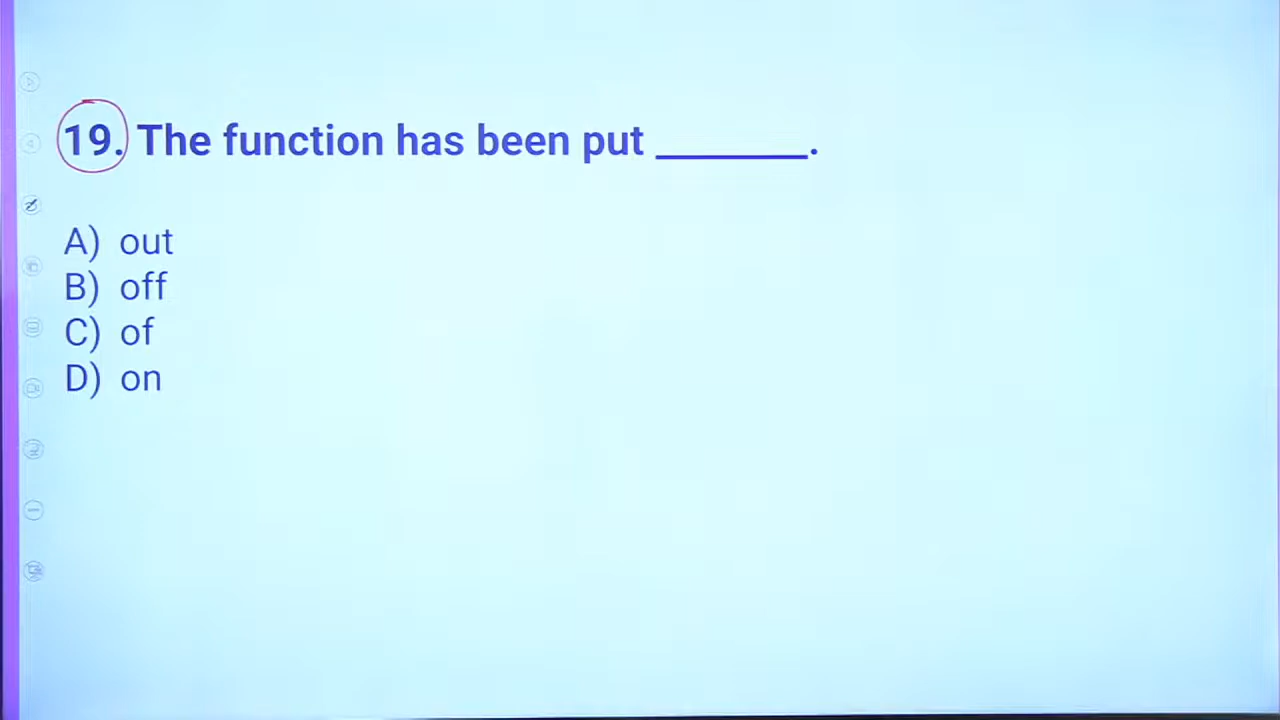 19. The function has been put ________.
A) out
B) off
C) of
D) on